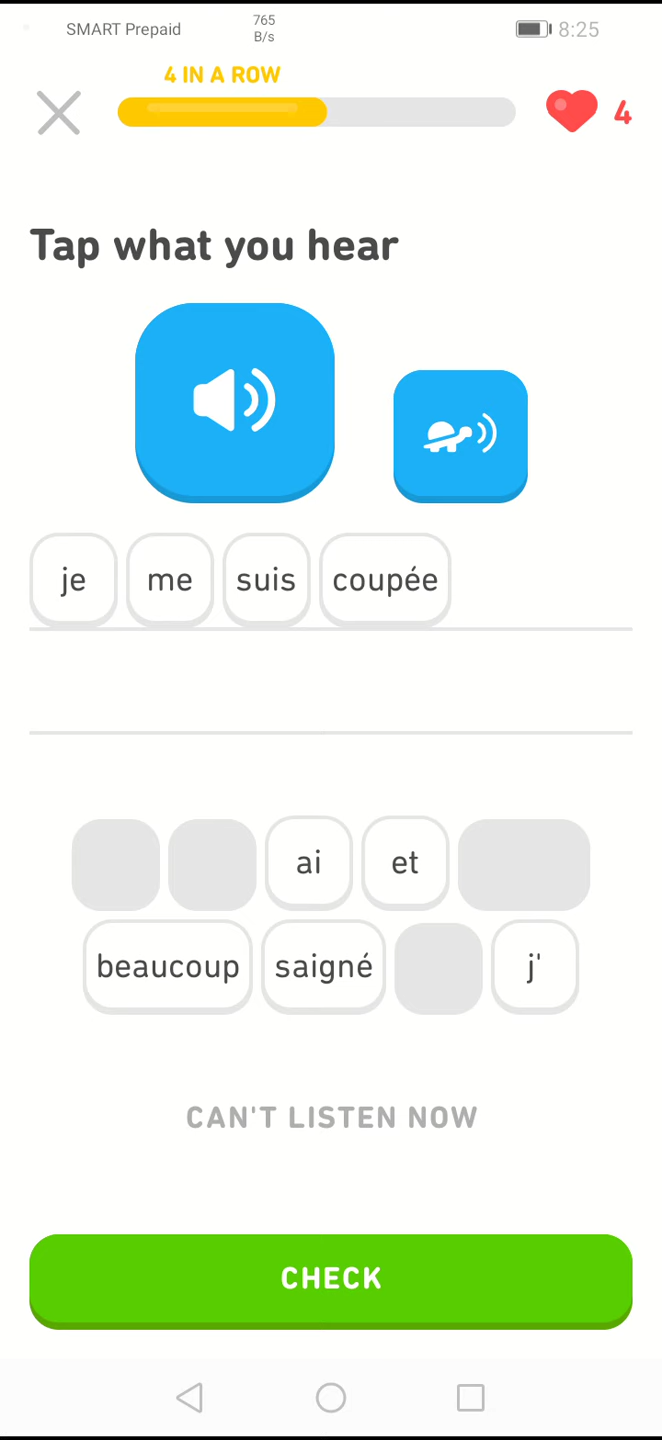 SMART Prepaid 765 B/s 8:25
4 IN A ROW
4
Tap what you hear
je me suis coupée
ai et
beaucoup saigné j'
CAN'T LISTEN NOW
CHECK